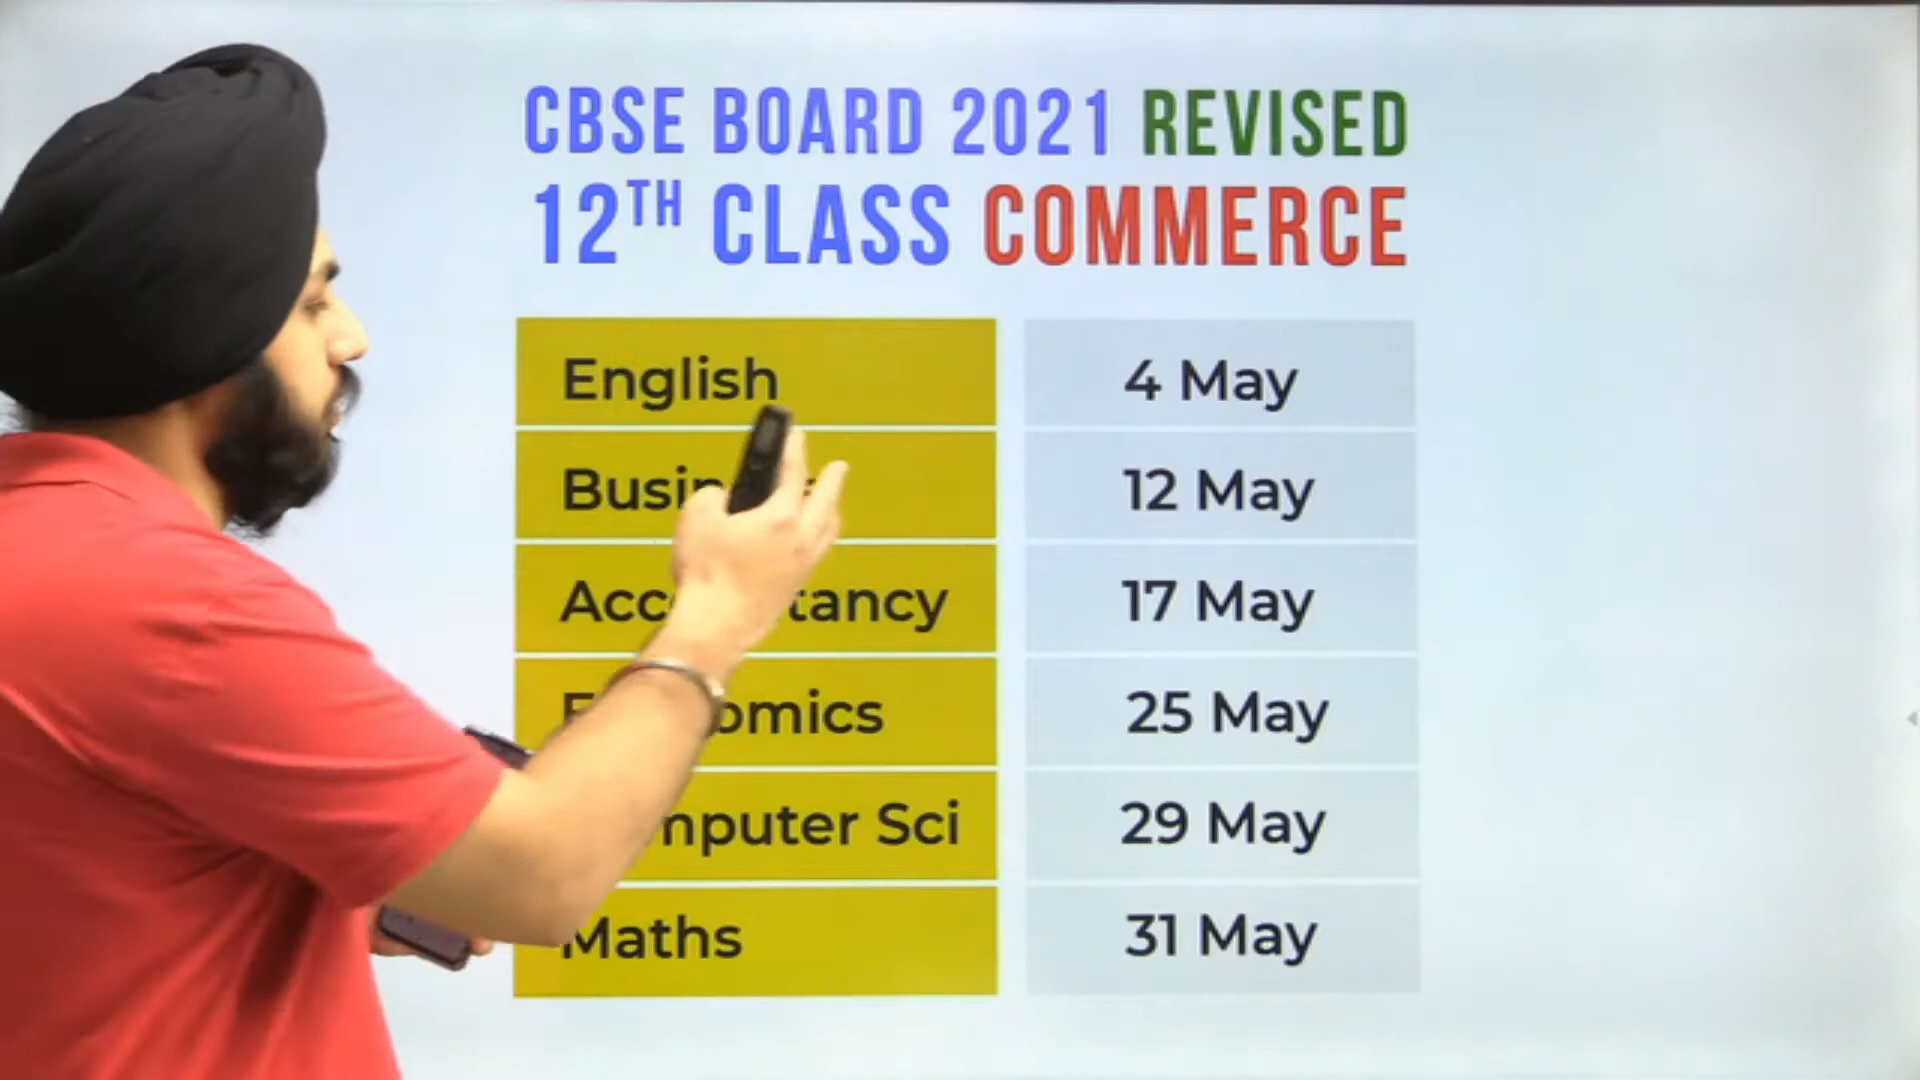 CBSE BOARD 2021 REVISED
12TH CLASS COMMERCE
English 4 May
12 May
17 May
25 May
Sci 29 May
Maths 31 May